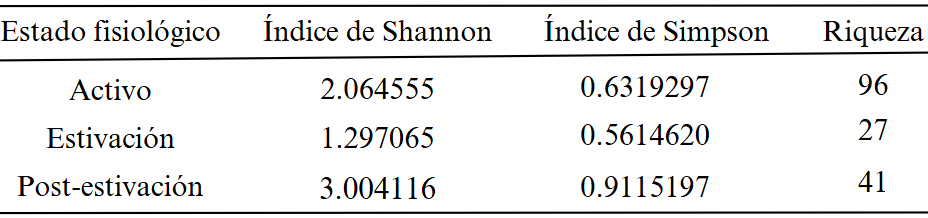 Estado fisiológico Índice de Shannon Índice de Simpson Riqueza
Activo 2.064555 0.6319297 96
Estivación 1.297065 0.5614620 27
Post-estivación 3.004116 0.9115197 41